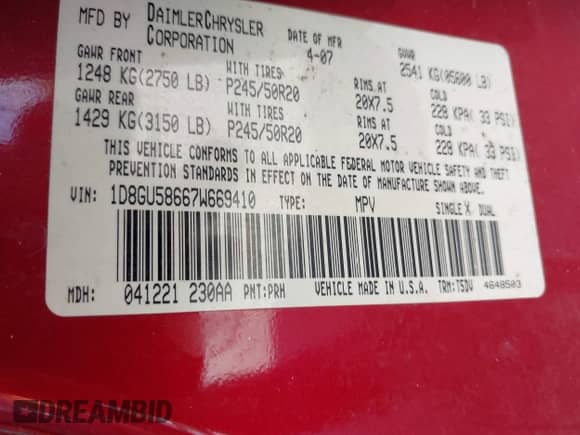 MFD BY DAIMLERCHRYSLER CORPORATION DATE OF MFR 4-07 GVWR 2541 KG(05600 LB)
GAWR FRONT WITH TIRES RIMS AT COLD
1248 KG(2750 LB) P245/50R20 20X7.5 228 KPA( 33 PSI)
GAWR REAR WITH TIRES RIMS AT COLD
1429 KG(3150 LB) P245/50R20 20X7.5 228 KPA( 33 PSI)
THIS VEHICLE CONFORMS TO ALL APPLICABLE FEDERAL MOTOR VEHICLE SAFETY AND THEFT
PREVENTION STANDARDS IN EFFECT ON THE DATE OF MANUFACTURE SHOWN ABOVE.
VIN: 1D8GU58667W669410 TYPE: MPV SINGLE X DUAL
MDH: 041221 230AA PNT:PRH VEHICLE MADE IN U.S.A. TRM:T5DV 4648503
DREAMBID